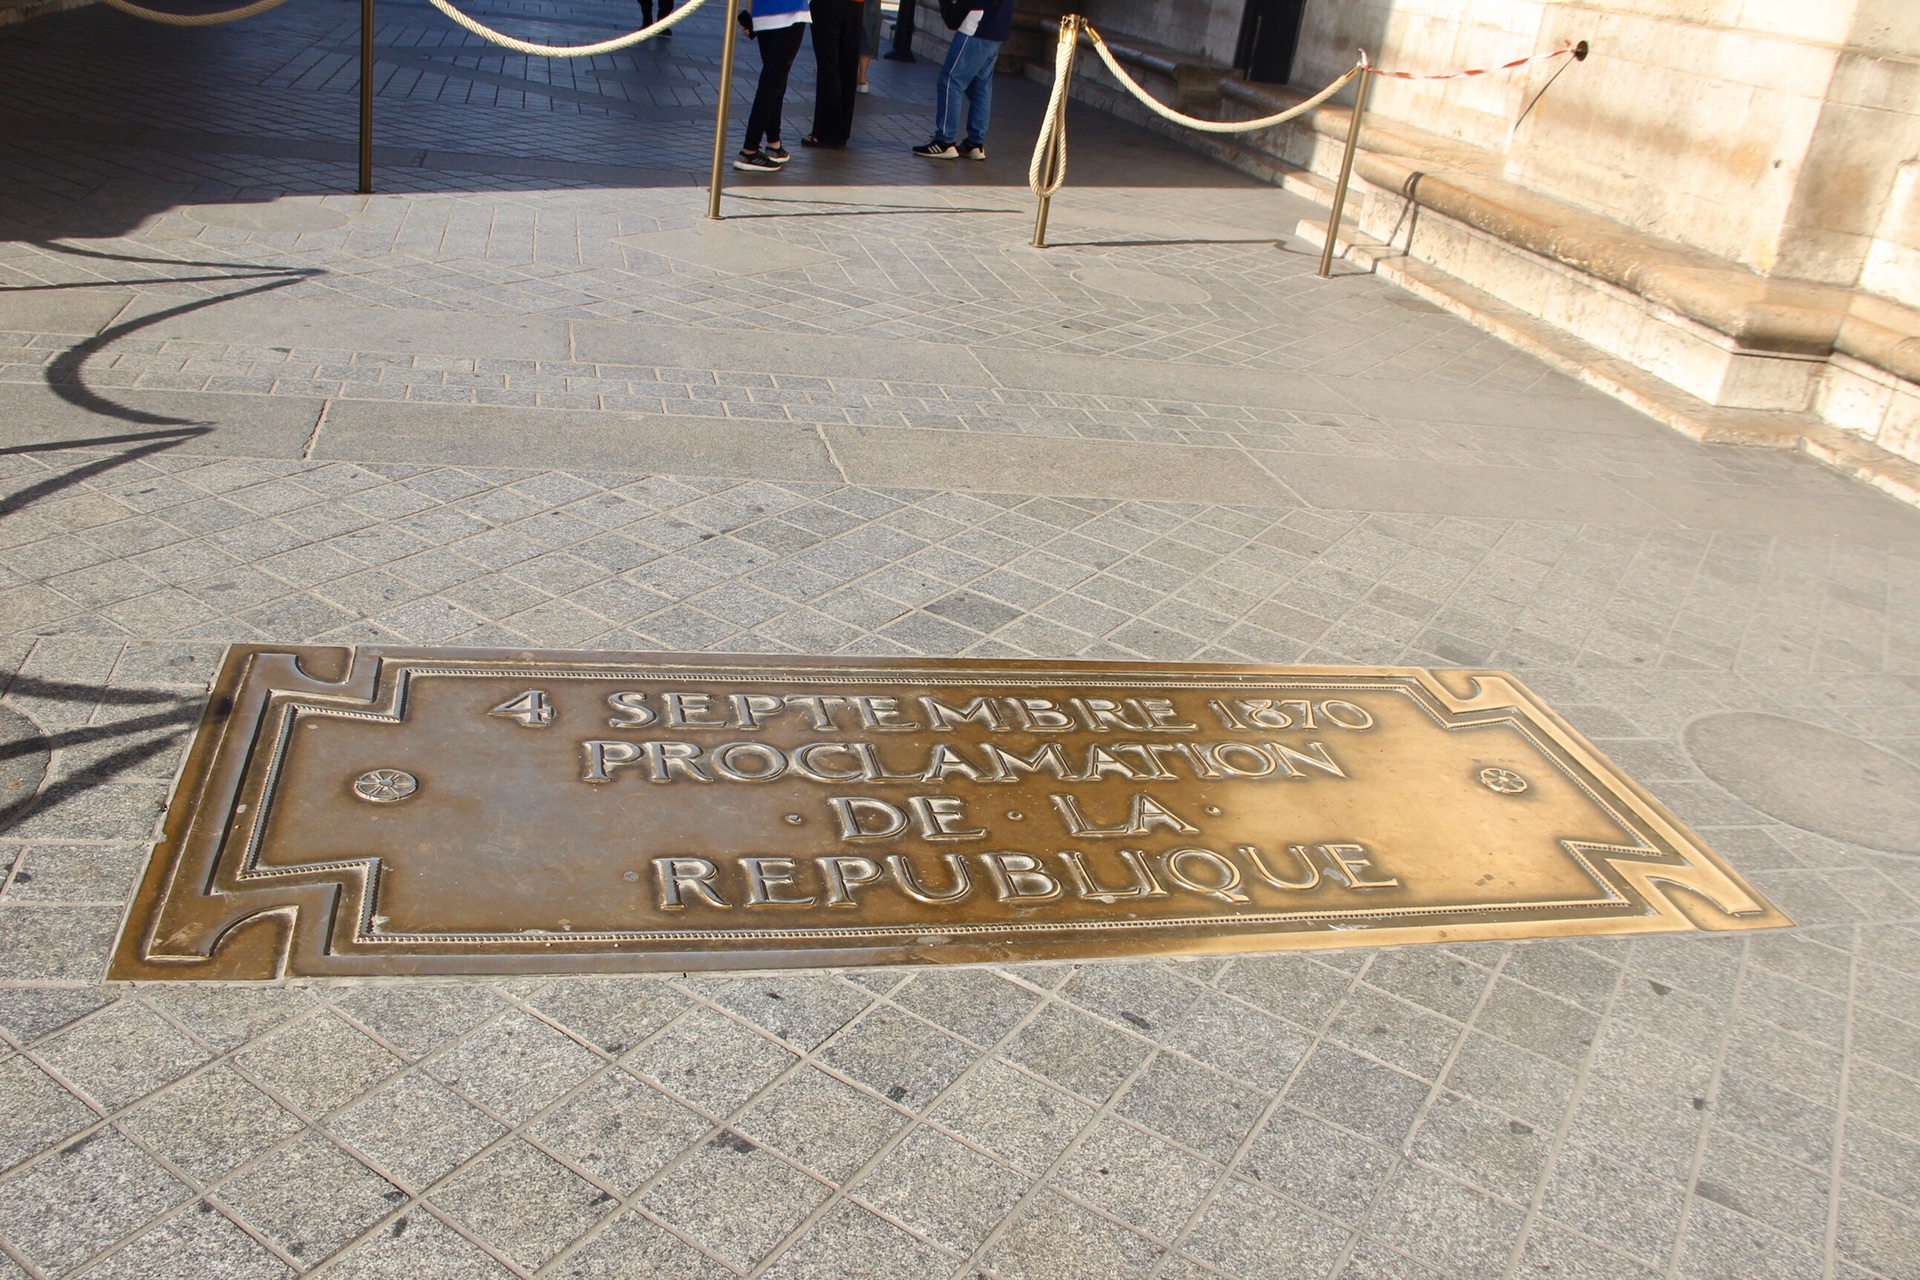 4 SEPTEMBRE 1870
PROCLAMATION
· DE · LA ·
REPUBLIQUE